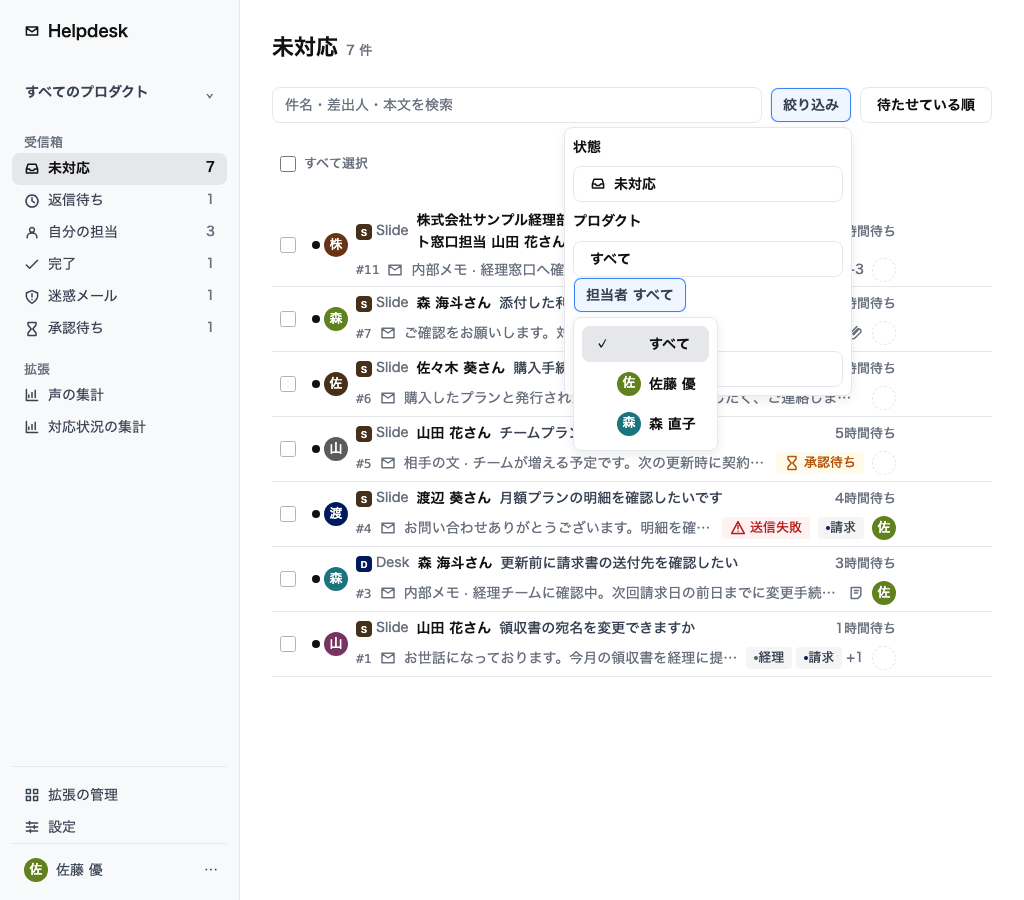 Helpdesk
すべてのプロダクト
受信箱
未対応 7
返信待ち 1
自分の担当 3
完了 1
迷惑メール 1
承認待ち 1
拡張
声の集計
対応状況の集計
拡張の管理
設定
佐 佐藤 優 ···
未対応 7 件
件名・差出人・本文を検索 絞り込み 待たせている順
すべて選択
状態
未対応
プロダクト
すべて
担当者 すべて
✓ すべて
佐 佐藤 優
森 森 直子
株 S Slide 株式会社サンプル経理部
ト窓口担当 山田 花さん 時間待ち
#11 内部メモ · 経理窓口へ確 3
森 S Slide 森 海斗さん 添付した利 時間待ち
#7 ご確認をお願いします。
佐 S Slide 佐々木 葵さん 購入手続 時間待ち
#6 購入したプランと発行され たく、ご連絡しま…
山 S Slide 山田 花さん チームプラン 5時間待ち
#5 相手の文 · チームが増える予定です。次の更新時に契約… 承認待ち
渡 S Slide 渡辺 葵さん 月額プランの明細を確認したいです 4時間待ち
#4 お問い合わせありがとうございます。明細を確… 送信失敗 •請求 佐
森 D Desk 森 海斗さん 更新前に請求書の送付先を確認したい 3時間待ち
#3 内部メモ · 経理チームに確認中。次回請求日の前日までに変更手続… 佐
山 S Slide 山田 花さん 領収書の宛名を変更できますか 1時間待ち
#1 お世話になっております。今月の領収書を経理に提… •経理 •請求 +1